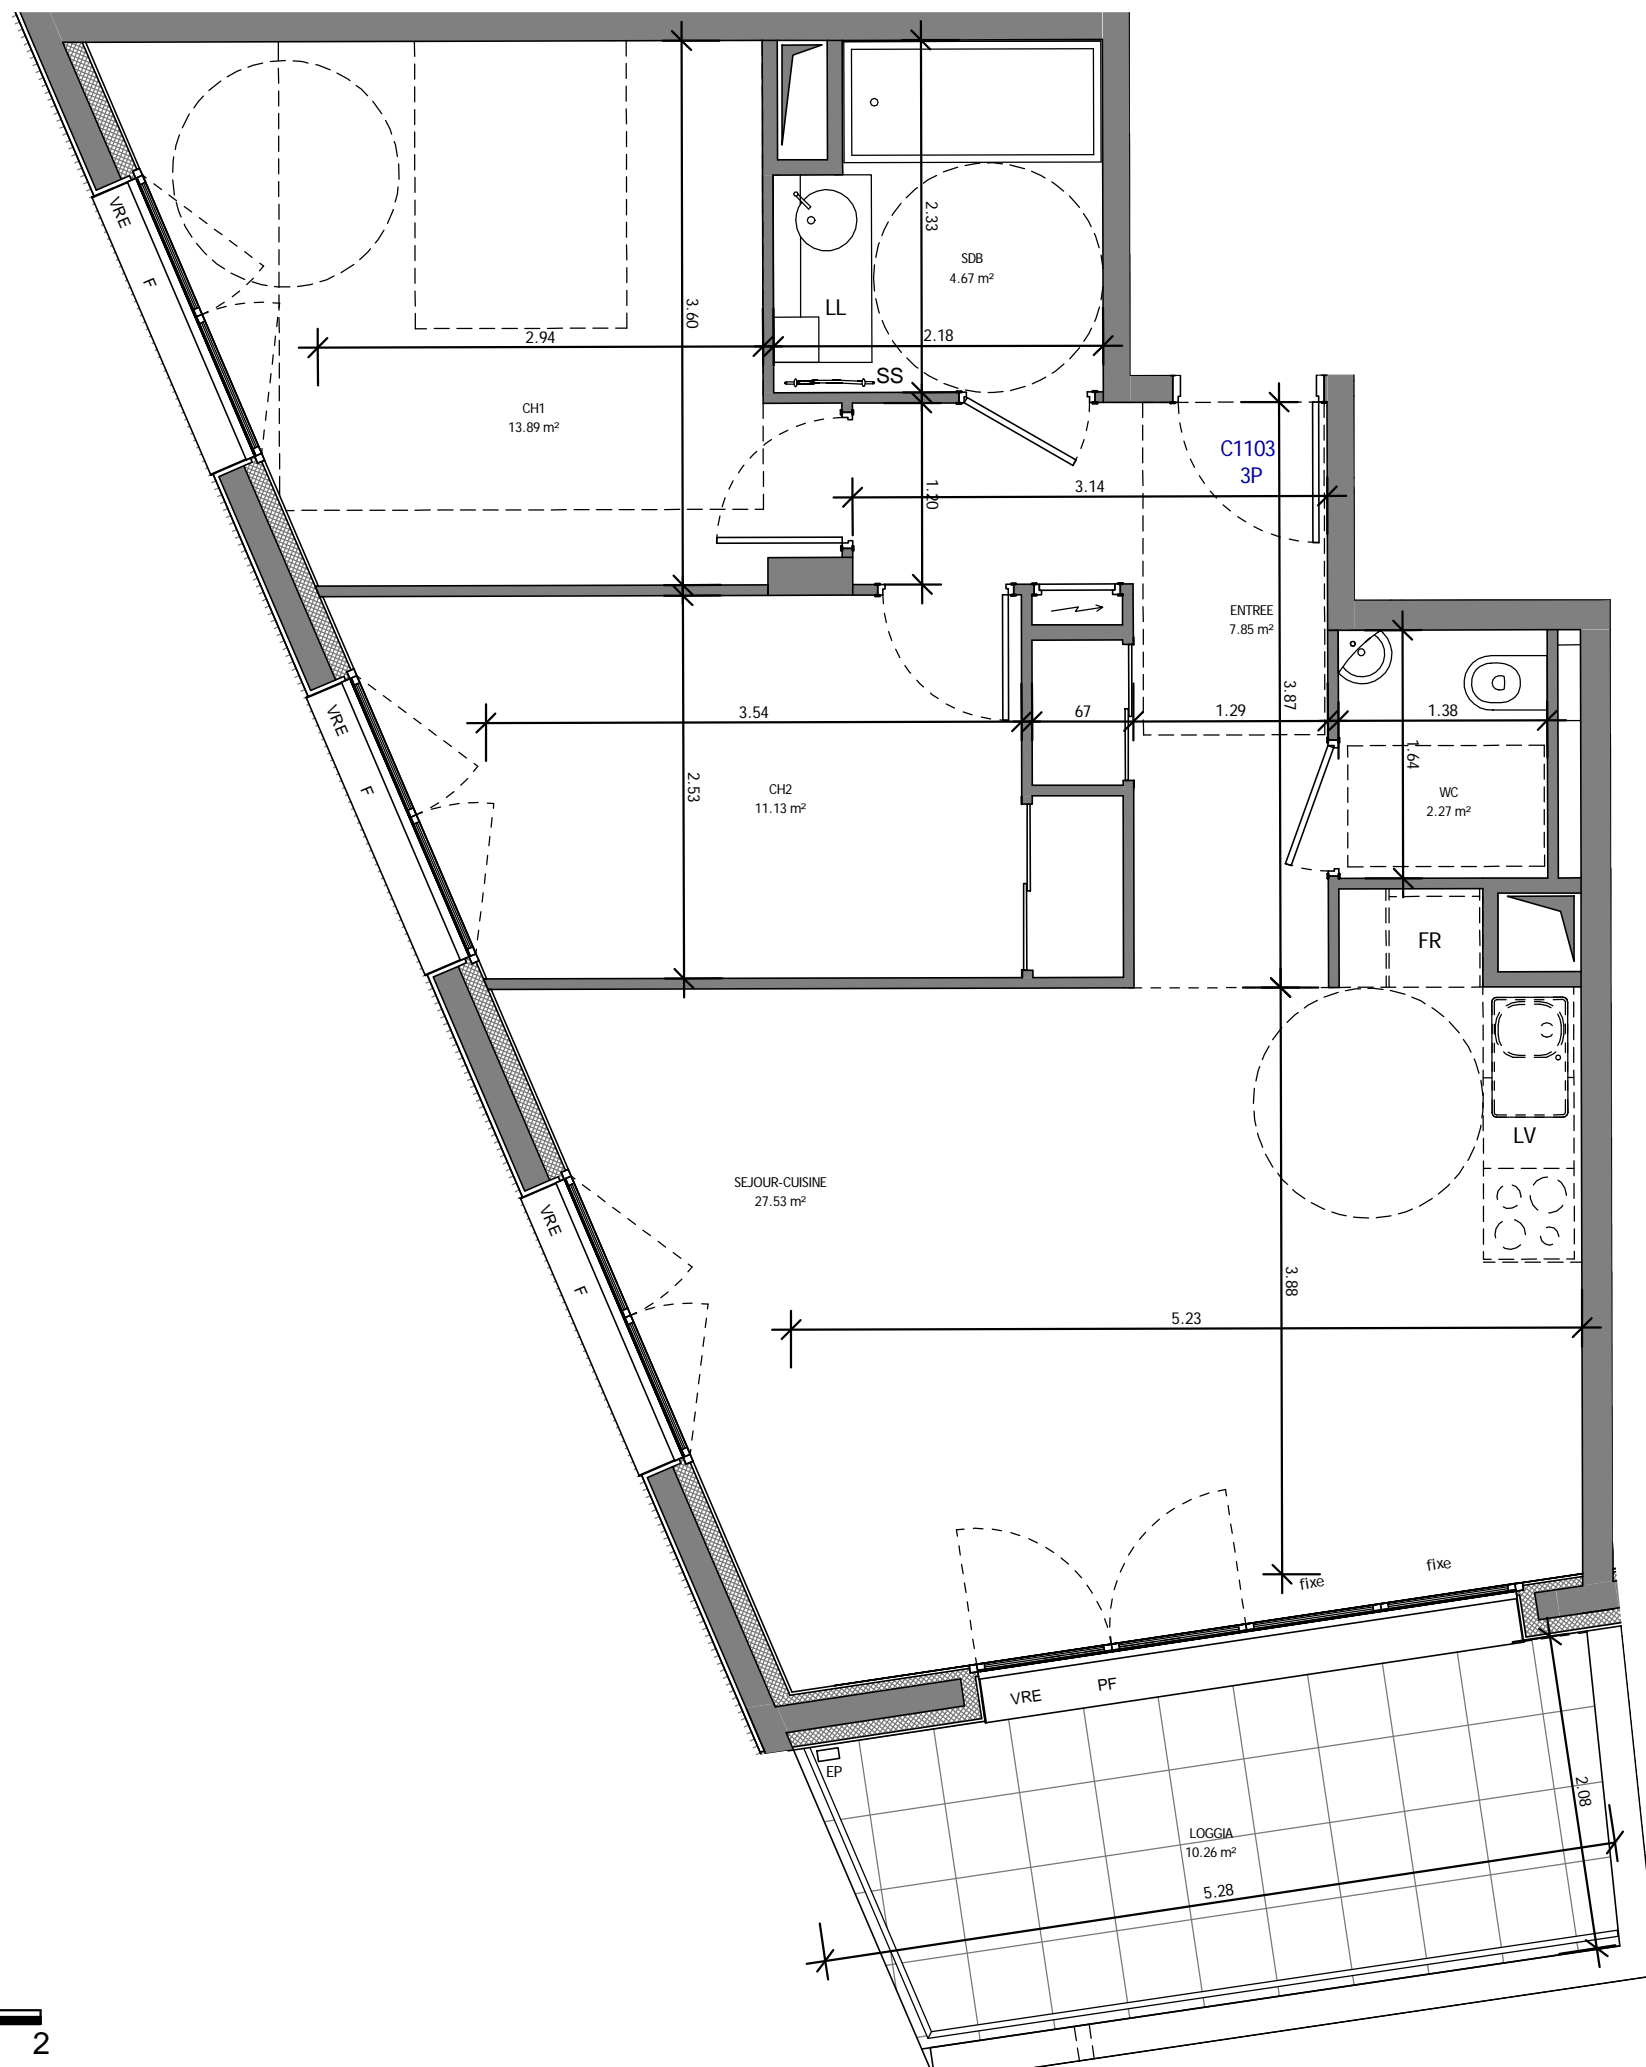 VRE
F
2.33
SDB
4.67 m²
LL
3.60
2.94
2.18
SS
CH1
13.89 m²
C1103
3P
3.14
1.20
ENTREE
7.85 m²
3.87
VRE
F
3.54
67
1.29
1.38
1.64
2.53
CH2
11.13 m²
WC
2.27 m²
FR
LV
SEJOUR-CUISINE
27.53 m²
VRE
F
3.88
5.23
fixe
fixe
VRE
PF
EP
2.08
LOGGIA
10.26 m²
5.28
2